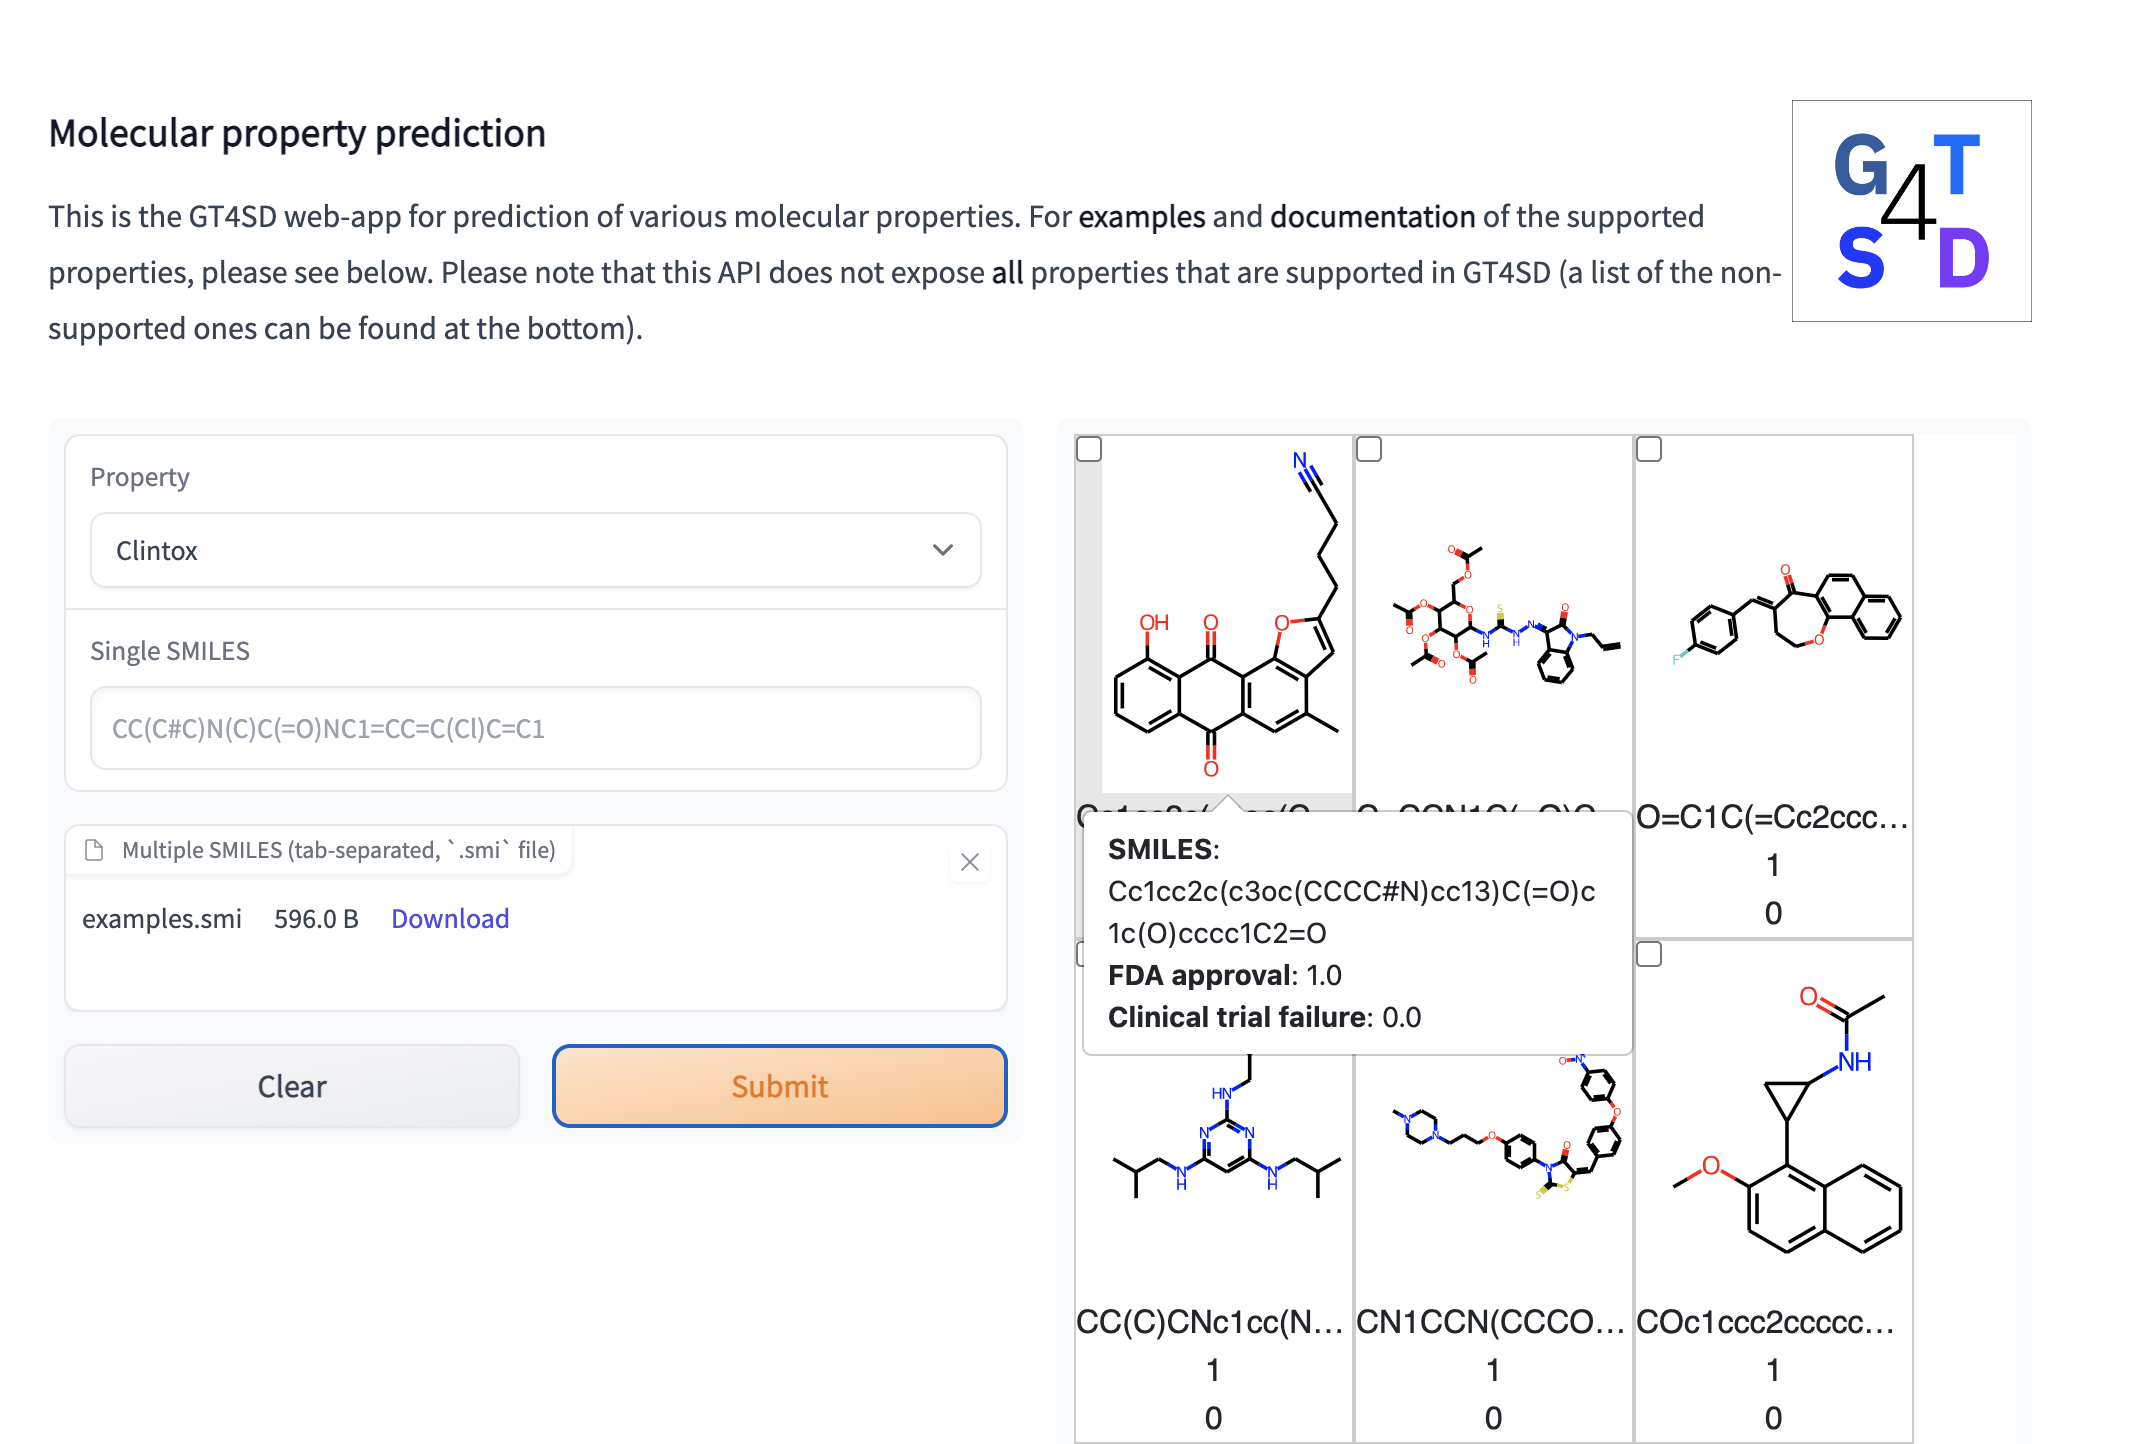 Molecular property prediction
This is the GT4SD web-app for prediction of various molecular properties. For examples and documentation of the supported
properties, please see below. Please note that this API does not expose all properties that are supported in GT4SD (a list of the non-
supported ones can be found at the bottom).
G T
4
S D
Property
Clintox
Single SMILES
CC(C#C)N(C)C(=O)NC1=CC=C(Cl)C=C1
Multiple SMILES (tab-separated, `.smi` file)
examples.smi 596.0 B Download
Clear
Submit
N
OH O O
O
O=C1C(=Cc2ccc...
1
0
SMILES:
Cc1cc2c(c3oc(CCCC#N)cc13)C(=O)c
1c(O)cccc1C2=O
FDA approval: 1.0
Clinical trial failure: 0.0
O
NH
O
HN
N N
N H
N H
CC(C)CNc1cc(N... CN1CCN(CCCO... COc1ccc2ccccc...
1 1 1
0 0 0